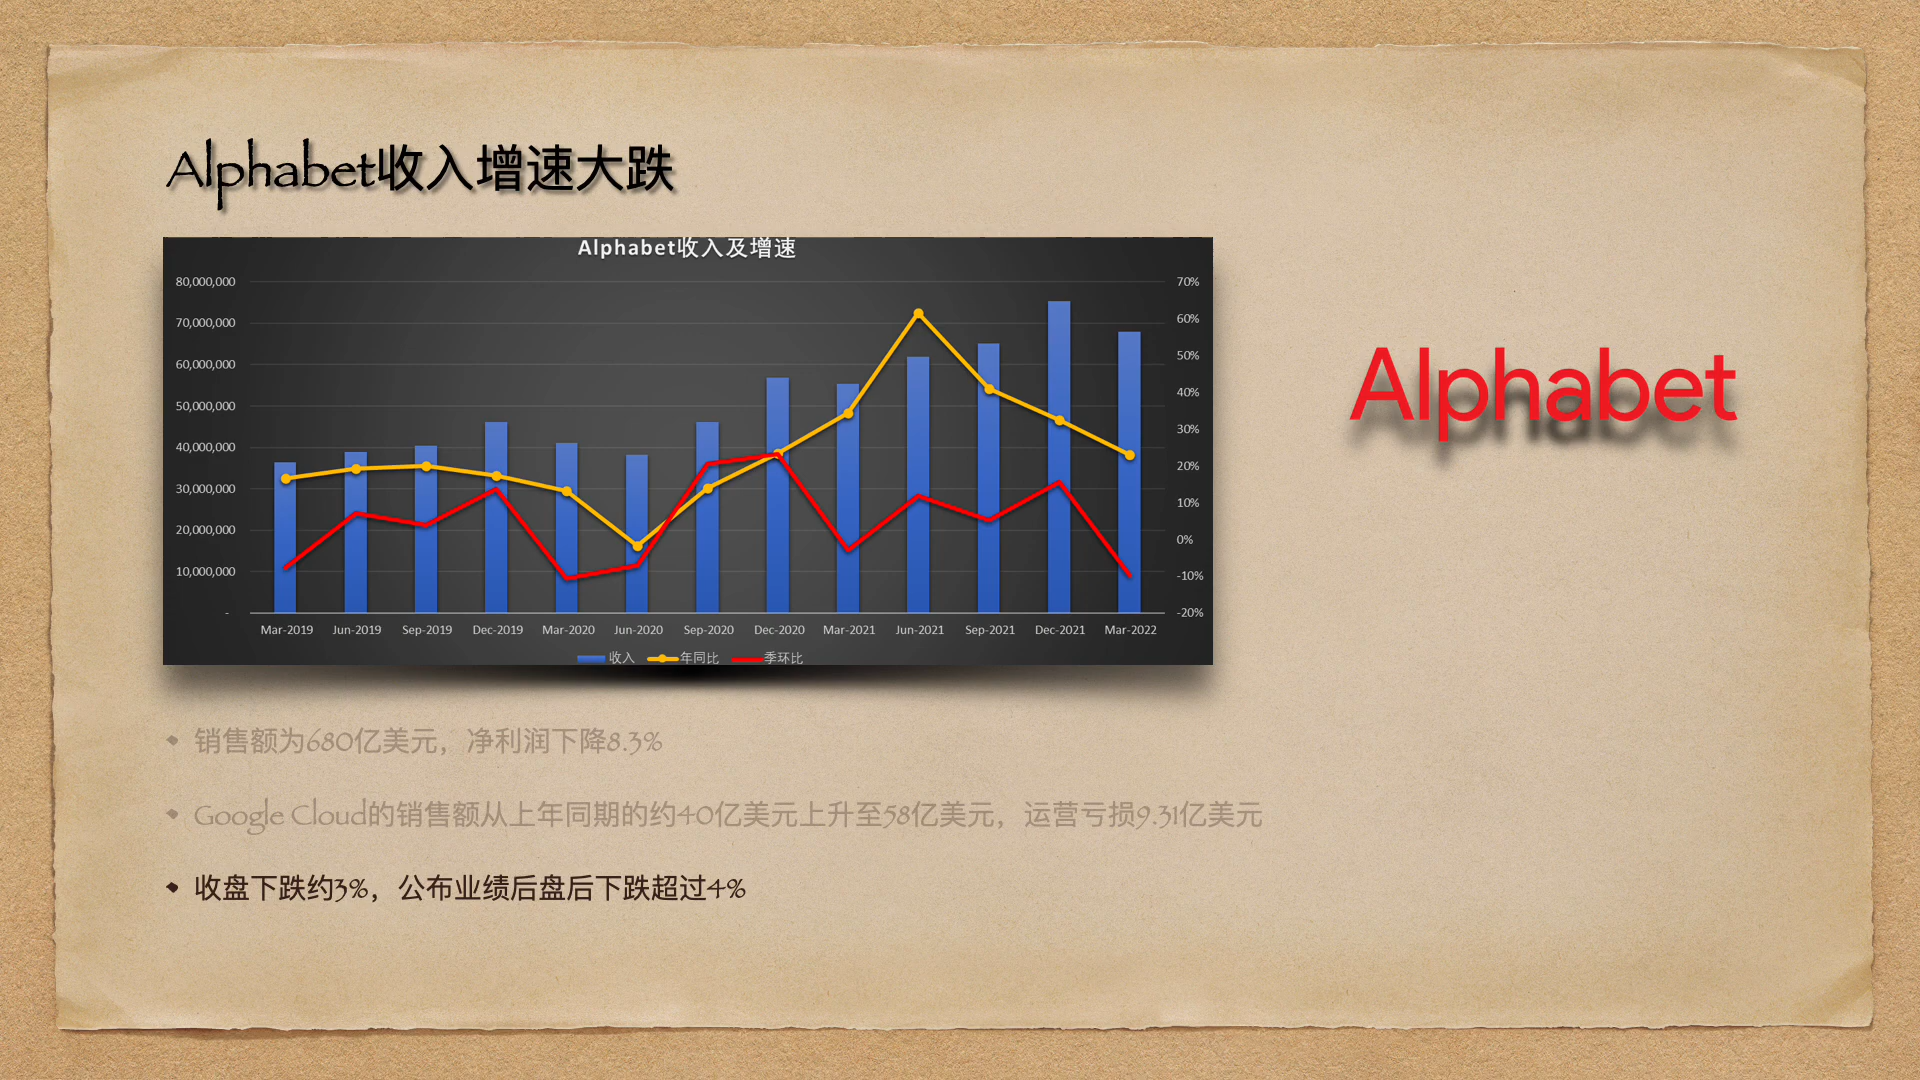 Alphabet收入增速大跌
Alphabet收入及增速
80,000,000
70,000,000
60,000,000
50,000,000
40,000,000
30,000,000
20,000,000
10,000,000
-
70%
60%
50%
40%
30%
20%
10%
0%
-10%
-20%
Mar-2019 Jun-2019 Sep-2019 Dec-2019 Mar-2020 Jun-2020 Sep-2020 Dec-2020 Mar-2021 Jun-2021 Sep-2021 Dec-2021 Mar-2022
收入 年同比 季环比
Alphabet
销售额为680亿美元，净利润下降8.3%
Google Cloud的销售额从上年同期的约40亿美元上升至58亿美元，运营亏损9.31亿美元
收盘下跌约3%，公布业绩后盘后下跌超过4%